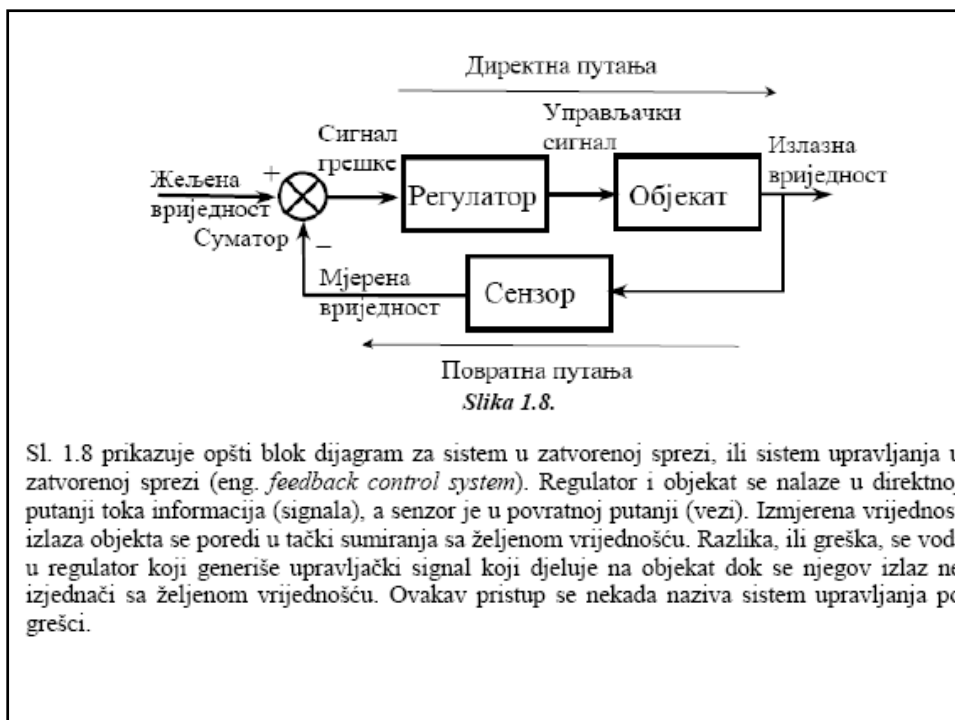 Директна путања
Управљачки
сигнал
Сигнал
грешке
Излазна
вриједност
+
Жељена
вриједност
Регулатор
Објекат
Суматор
–
Мјерена
вриједност
Сензор
Повратна путања
Slika 1.8.
Sl. 1.8 prikazuje opšti blok dijagram za sistem u zatvorenoj sprezi, ili sistem upravljanja u
zatvorenoj sprezi (eng. feedback control system). Regulator i objekat se nalaze u direktnoj
putanji toka informacija (signala), a senzor je u povratnoj putanji (vezi). Izmjerena vrijednos
izlaza objekta se poredi u tački sumiranja sa željenom vrijednošću. Razlika, ili greška, se vod
u regulator koji generiše upravljački signal koji djeluje na objekat dok se njegov izlaz ne
izjednači sa željenom vrijednošću. Ovakav pristup se nekada naziva sistem upravljanja po
grešci.